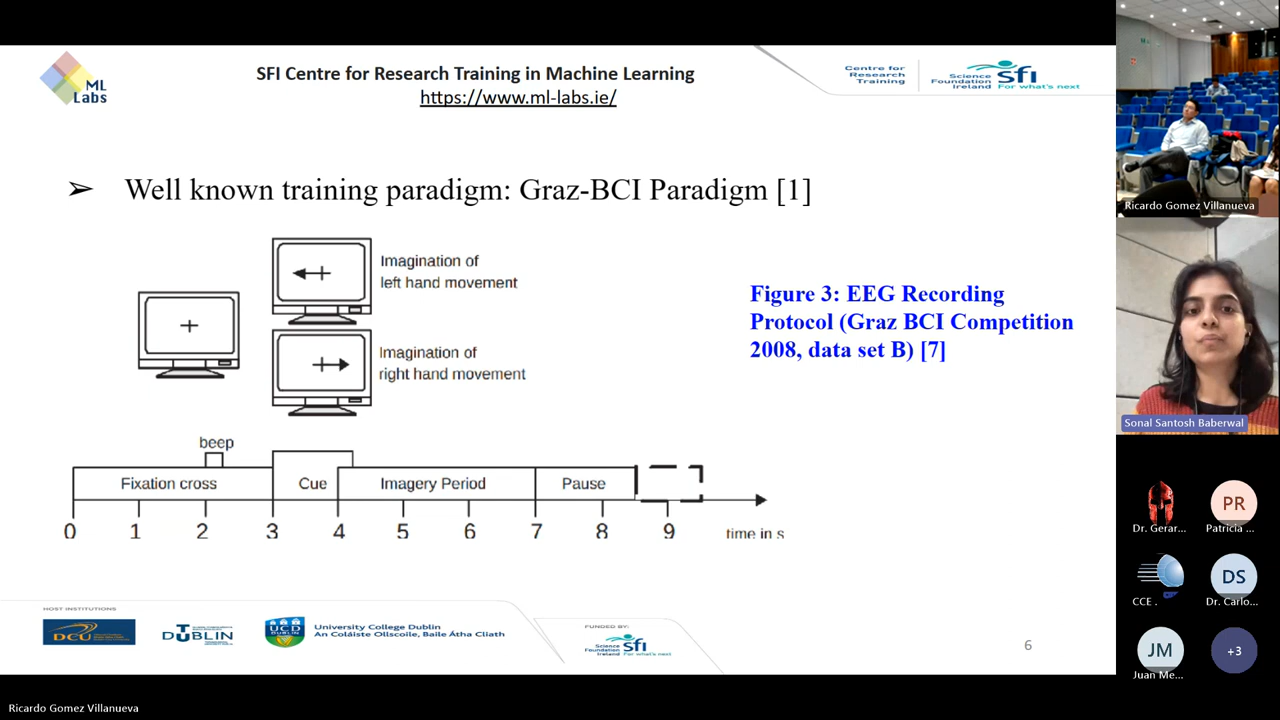 ML
Labs
SFI Centre for Research Training in Machine Learning
https://www.ml-labs.ie/
Centre for
Research
Training
Science
Foundation
Ireland
sfi
For what's next
➢ Well known training paradigm: Graz-BCI Paradigm [1]
Imagination of
left hand movement
Imagination of
right hand movement
Figure 3: EEG Recording
Protocol (Graz BCI Competition
2008, data set B) [7]
beep
Fixation cross
Cue
Imagery Period
Pause
0 1 2 3 4 5 6 7 8 9 time in s
HOST INSTITUTIONS
DCU
DUBLIN
UCD
DUBLIN
University College Dublin
An Coláiste Ollscoile, Baile Átha Cliath
FUNDED BY:
Science
Foundation
Ireland
sfi
For what's next
6
Ricardo Gomez Villanueva
Sonal Santosh Baberwal
Dr. Gerar...
PR
Patricia ...
CCE .
DS
Dr. Carlo...
JM
Juan Me...
+3
Ricardo Gomez Villanueva